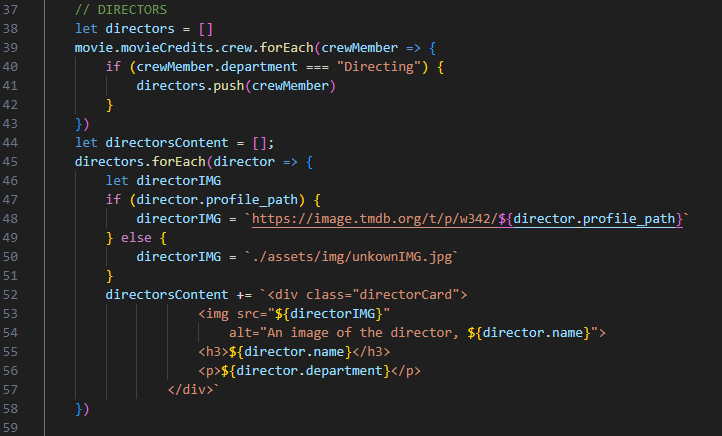 37 // DIRECTORS
38 let directors = []
39 movie.movieCredits.crew.forEach(crewMember => {
40 if (crewMember.department === "Directing") {
41 directors.push(crewMember)
42 }
43 })
44 let directorsContent = [];
45 directors.forEach(director => {
46 let directorIMG
47 if (director.profile_path) {
48 directorIMG = `https://image.tmdb.org/t/p/w342/${director.profile_path}`
49 } else {
50 directorIMG = `./assets/img/unkownIMG.jpg`
51 }
52 directorsContent += `<div class="directorCard">
53 <img src="${directorIMG}"
54 alt="An image of the director, ${director.name}">
55 <h3>${director.name}</h3>
56 <p>${director.department}</p>
57 </div>`
58 })
59